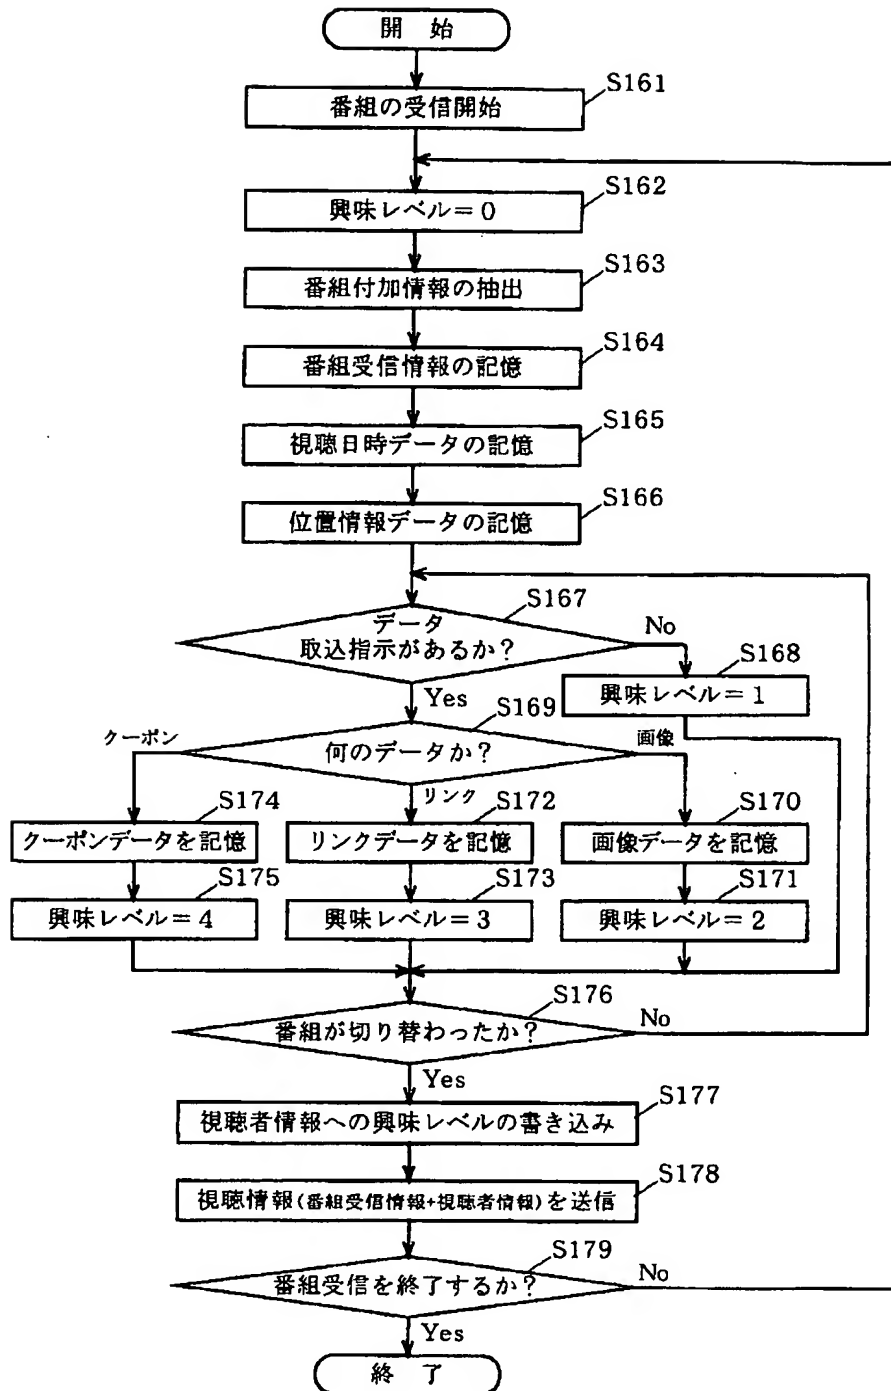 開 始
S161
番組の受信開始
S162
興味レベル=0
S163
番組付加情報の抽出
S164
番組受信情報の記憶
S165
視聴日時データの記憶
S166
位置情報データの記憶
S167
データ
取込指示があるか?
No
Yes
S168
興味レベル=1
S169
何のデータか?
クーポン
リンク
画像
S174
クーポンデータを記憶
S172
リンクデータを記憶
S170
画像データを記憶
S175
興味レベル=4
S173
興味レベル=3
S171
興味レベル=2
S176
番組が切り替わったか?
No
Yes
S177
視聴者情報への興味レベルの書き込み
S178
視聴情報(番組受信情報+視聴者情報)を送信
S179
番組受信を終了するか?
No
Yes
終 了